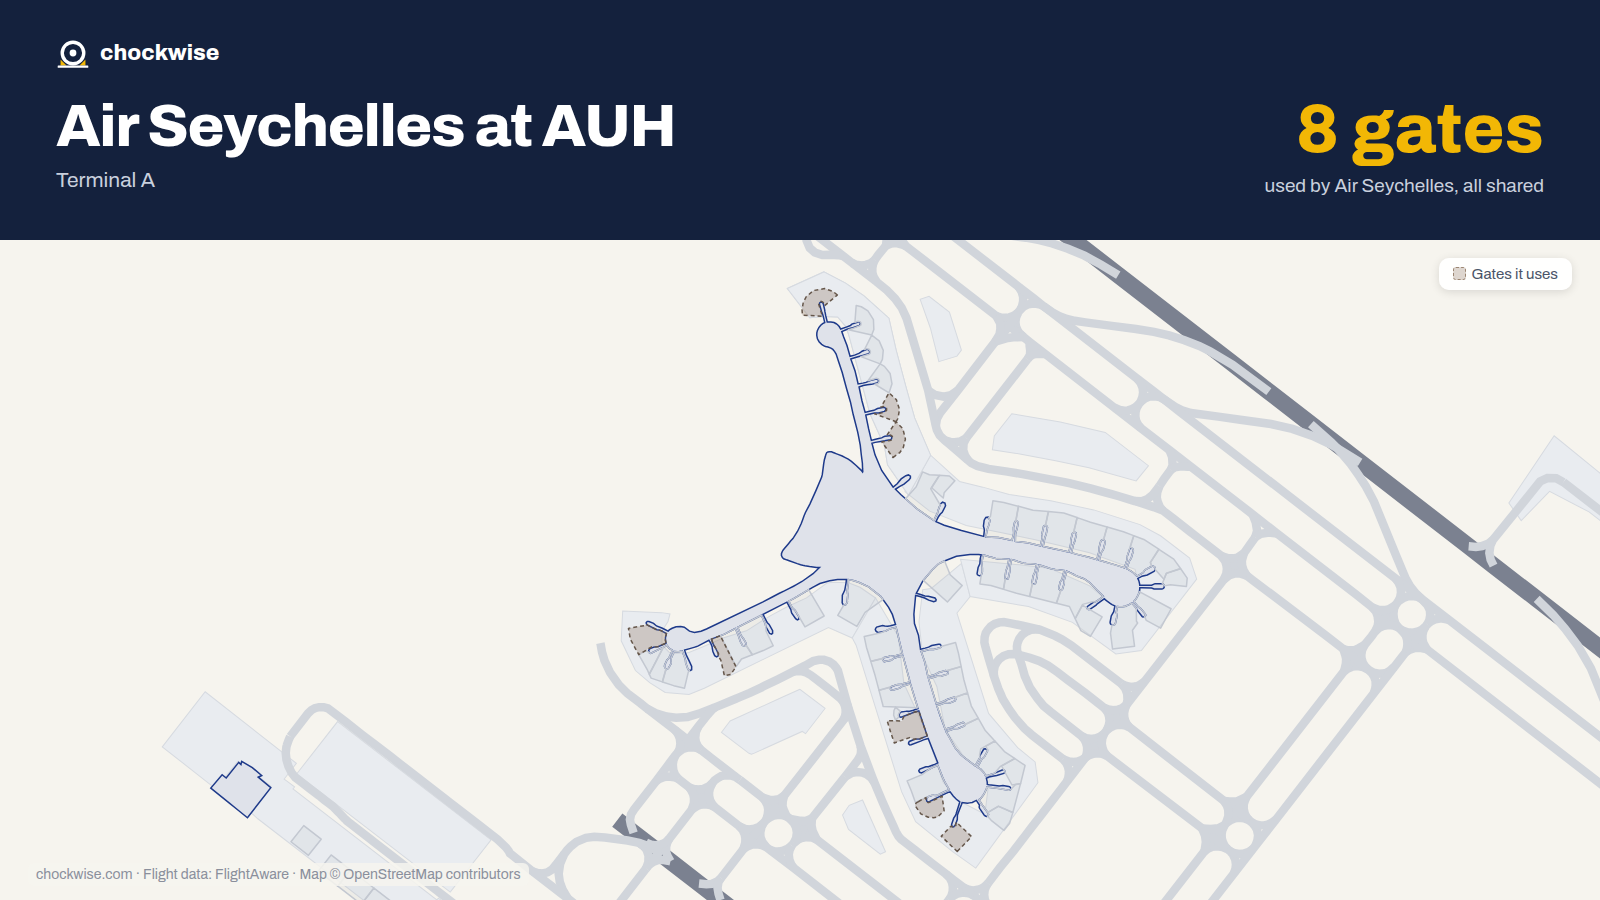 chockwise
Air Seychelles at AUH
Terminal A
8 gates
used by Air Seychelles, all shared
Gates it uses
chockwise.com · Flight data: FlightAware · Map © OpenStreetMap contributors